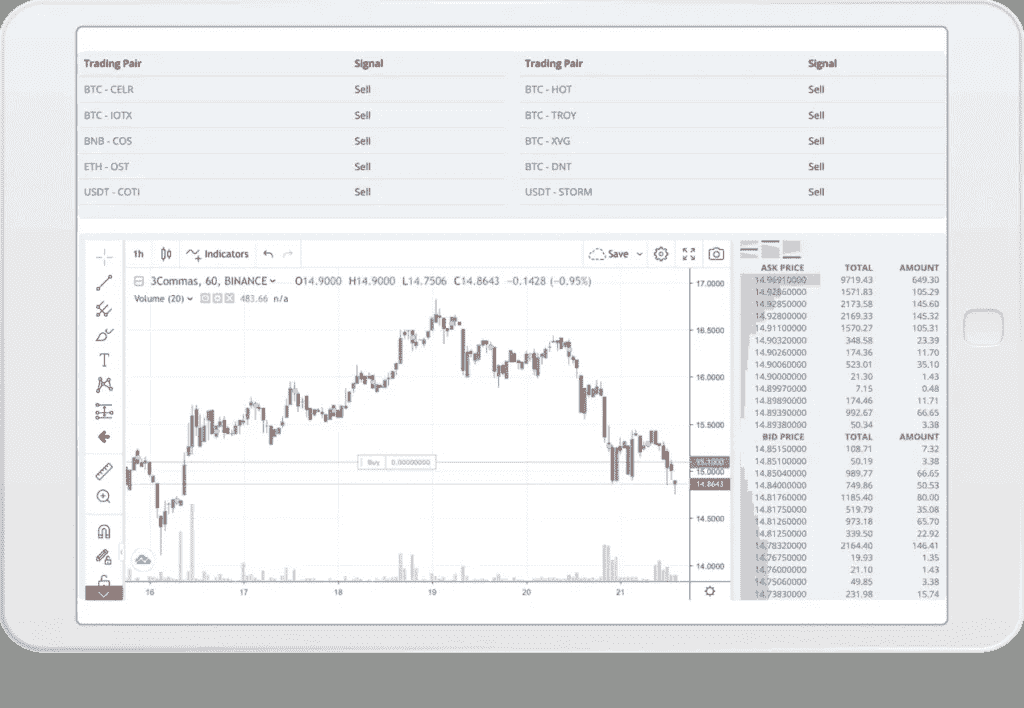 Trading Pair Signal Trading Pair Signal
BTC - CELR Sell BTC - HOT Sell
BTC - IOTX Sell BTC - TROY Sell
BNB - COS Sell BTC - XVG Sell
ETH - OST Sell BTC - DNT Sell
USDT - COTI Sell USDT - STORM Sell
1h Indicators Save
3Commas, 60, BINANCE O14.9000 H14.9000 L14.7506 C14.8643 −0.1428 (−0.95%)
Volume (20) 483.66 n/a
T
Buy 0.00000000
17.0000
16.5000
16.0000
15.5000
15.0000
14.8643
14.5000
14.0000
16 17 18 19 20 21
ASK PRICE TOTAL AMOUNT
14.96910000 9719.43 649.30
14.92860000 1571.83 105.29
14.92850000 2173.58 145.60
14.92800000 2169.33 145.32
14.91100000 1570.27 105.31
14.90320000 348.58 23.39
14.90260000 174.36 11.70
14.90060000 523.01 35.10
14.90000000 21.30 1.43
14.89970000 7.15 0.48
14.89890000 174.46 11.71
14.89390000 992.67 66.65
14.89380000 50.34 3.38
BID PRICE TOTAL AMOUNT
14.85150000 108.71 7.32
14.85100000 50.19 3.38
14.85040000 989.77 66.65
14.84000000 749.86 50.53
14.81760000 1185.40 80.00
14.81750000 519.79 35.08
14.81260000 973.18 65.70
14.81250000 339.50 22.92
14.78320000 2164.40 146.41
14.76750000 19.93 1.35
14.76000000 21.10 1.43
14.75060000 49.85 3.38
14.73830000 231.98 15.74